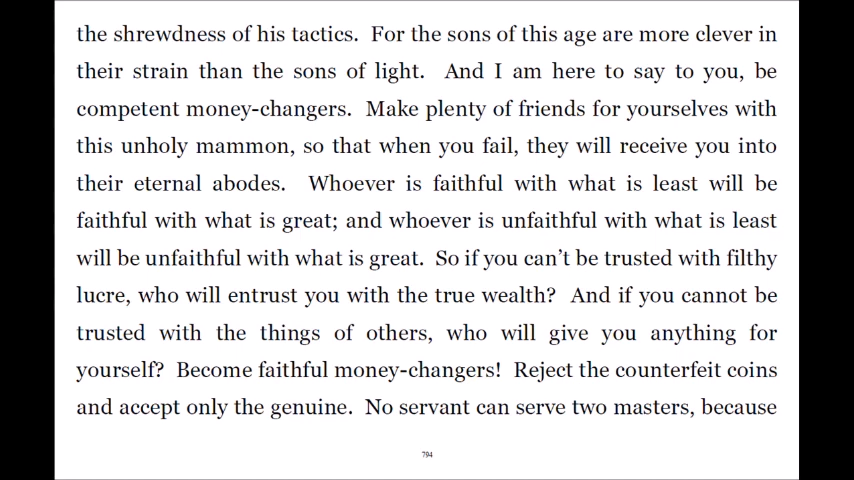 the shrewdness of his tactics.  For the sons of this age are more clever in
their strain than the sons of light.  And I am here to say to you, be
competent money-changers.  Make plenty of friends for yourselves with
this unholy mammon, so that when you fail, they will receive you into
their eternal abodes.  Whoever is faithful with what is least will be
faithful with what is great; and whoever is unfaithful with what is least
will be unfaithful with what is great.  So if you can’t be trusted with filthy
lucre, who will entrust you with the true wealth?  And if you cannot be
trusted with the things of others, who will give you anything for
yourself?  Become faithful money-changers!  Reject the counterfeit coins
and accept only the genuine.  No servant can serve two masters, because
794